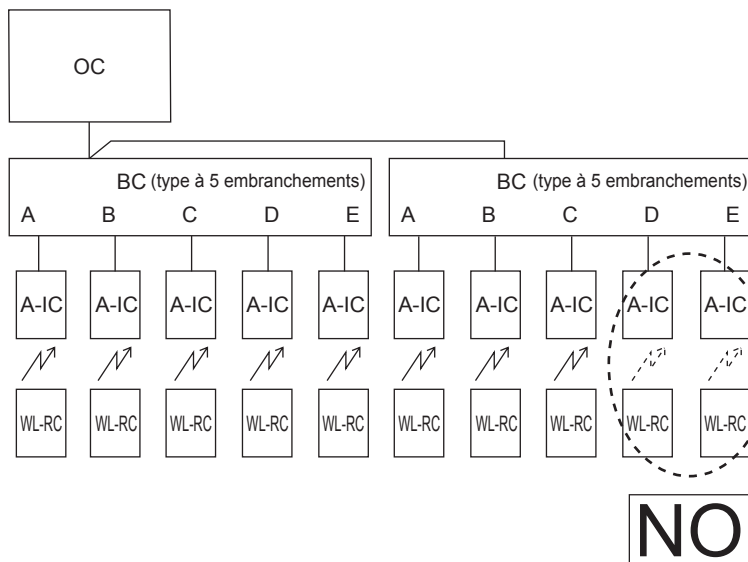 OC
BC (type à 5 embranchements) BC (type à 5 embranchements)
A B C D E A B C D E
A-IC A-IC A-IC A-IC A-IC A-IC A-IC A-IC A-IC A-IC
WL-RC WL-RC WL-RC WL-RC WL-RC WL-RC WL-RC WL-RC WL-RC WL-RC
NO